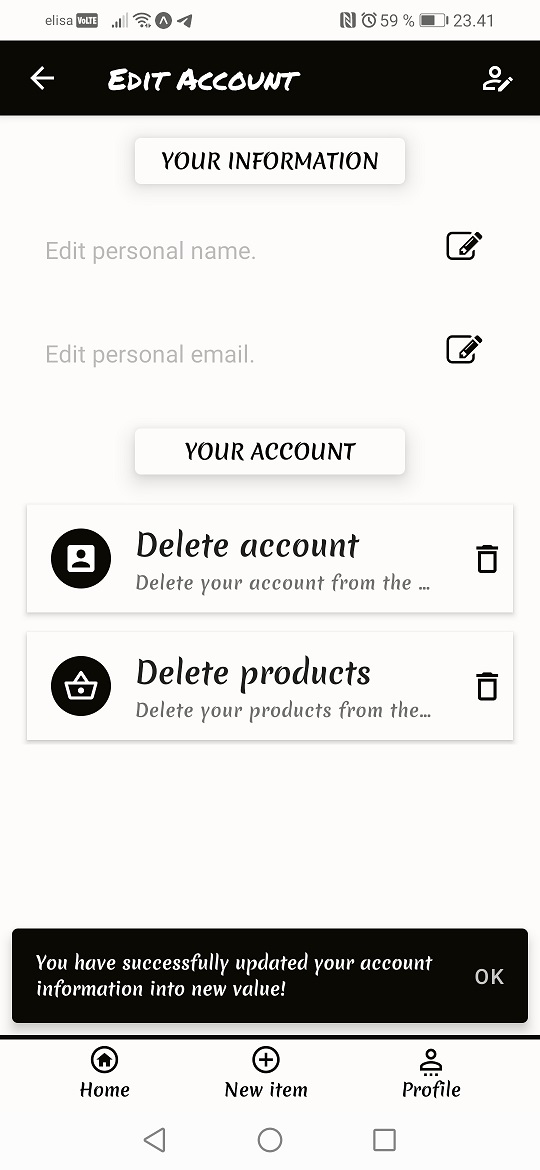 elisa VoLTE 59 % 23.41
Edit Account
YOUR INFORMATION
Edit personal name.
Edit personal email.
YOUR ACCOUNT
Delete account
Delete your account from the ...
Delete products
Delete your products from the...
You have successfully updated your account
information into new value!
OK
Home New item Profile